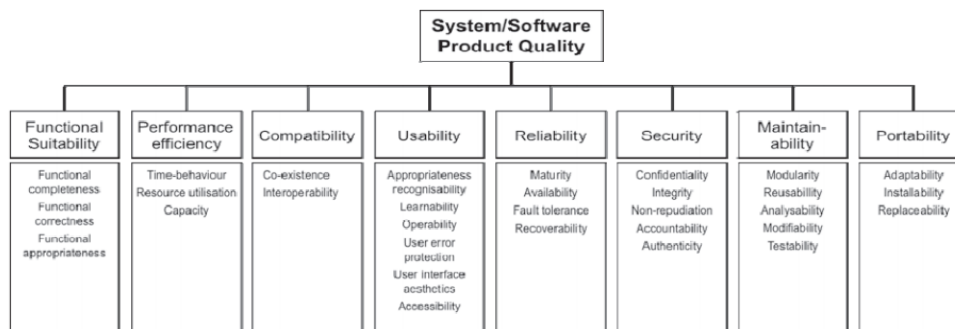 System/Software
Product Quality
Functional
Suitability
Performance
efficiency
Compatibility
Usability
Reliability
Security
Maintain-
ability
Portability
Functional
completeness
Functional
correctness
Functional
appropriateness
Time-behaviour
Resource utilisation
Capacity
Co-existence
Interoperability
Appropriateness
recognisability
Learnability
Operability
User error
protection
User interface
aesthetics
Accessibility
Maturity
Availability
Fault tolerance
Recoverability
Confidentiality
Integrity
Non-repudiation
Accountability
Authenticity
Modularity
Reusability
Analysability
Modifiability
Testability
Adaptability
Installability
Replaceability